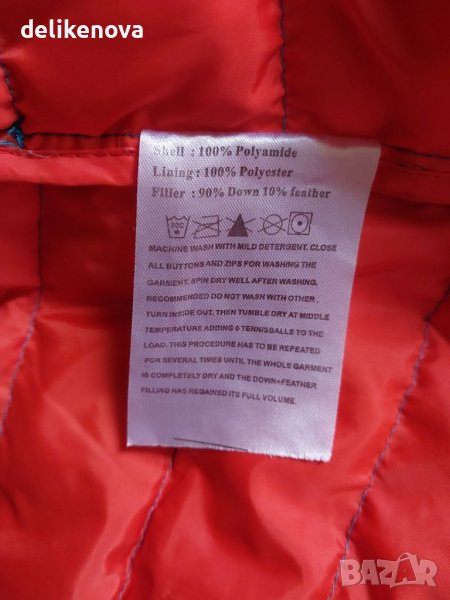 @delikenova
Shell : 100% Polyamide
Lining : 100% Polyester
Filler : 90% Down 10% feather
MACHINE WASH WITH MILD DETERGENT. CLOSE
ALL BUTTONS AND ZIPS FOR WASHING THE
GARMENT. SPIN DRY WELL AFTER WASHING.
RECOMMENDED DO NOT WASH WITH OTHER.
TURN INSIDE OUT. THEN TUMBLE DRY AT MIDDLE
TEMPERATURE ADDING 6 TENNISBALLS TO THE
LOAD. THIS PROCEDURE HAS TO BE REPEATED
FOR SEVERAL TIMES UNTIL THE WHOLE GARMENT
IS COMPLETELY DRY AND THE DOWN+FEATHER
FILLING HAS REGAINED ITS FULL VOLUME.
BAZAR